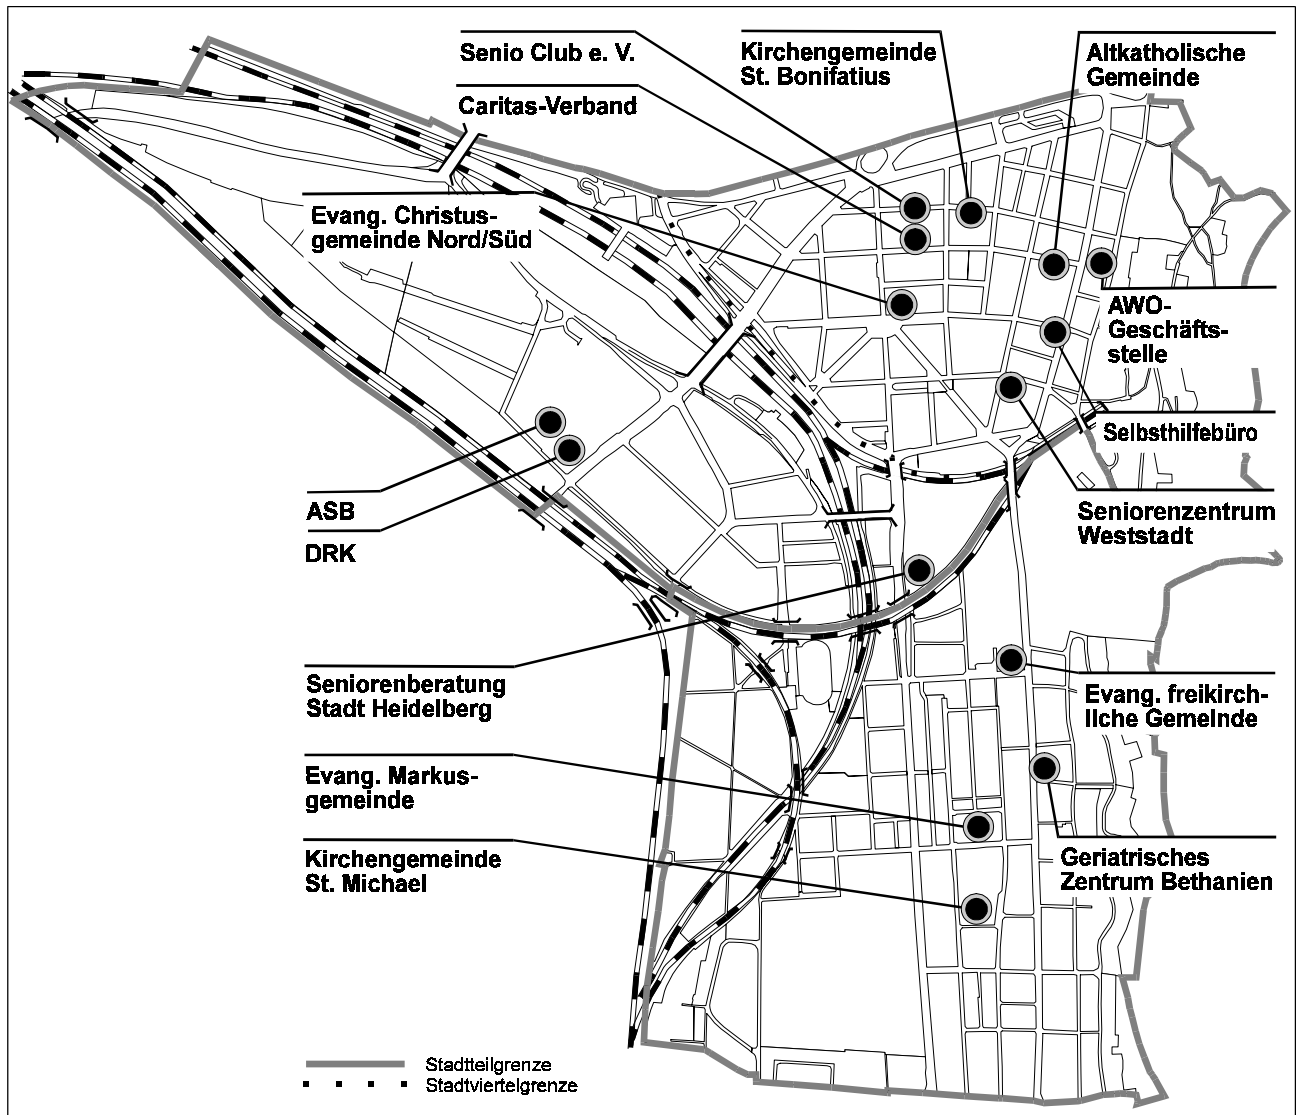 Senio Club e. V.
Caritas-Verband
Kirchengemeinde
St. Bonifatius
Altkatholische
Gemeinde
Evang. Christus-
gemeinde Nord/Süd
AWO-
Geschäfts-
stelle
Selbsthilfebüro
ASB
DRK
Seniorenzentrum
Weststadt
Seniorenberatung
Stadt Heidelberg
Evang. freikirch-
liche Gemeinde
Evang. Markus-
gemeinde
Kirchengemeinde
St. Michael
Geriatrisches
Zentrum Bethanien
Stadtteilgrenze
Stadtviertelgrenze